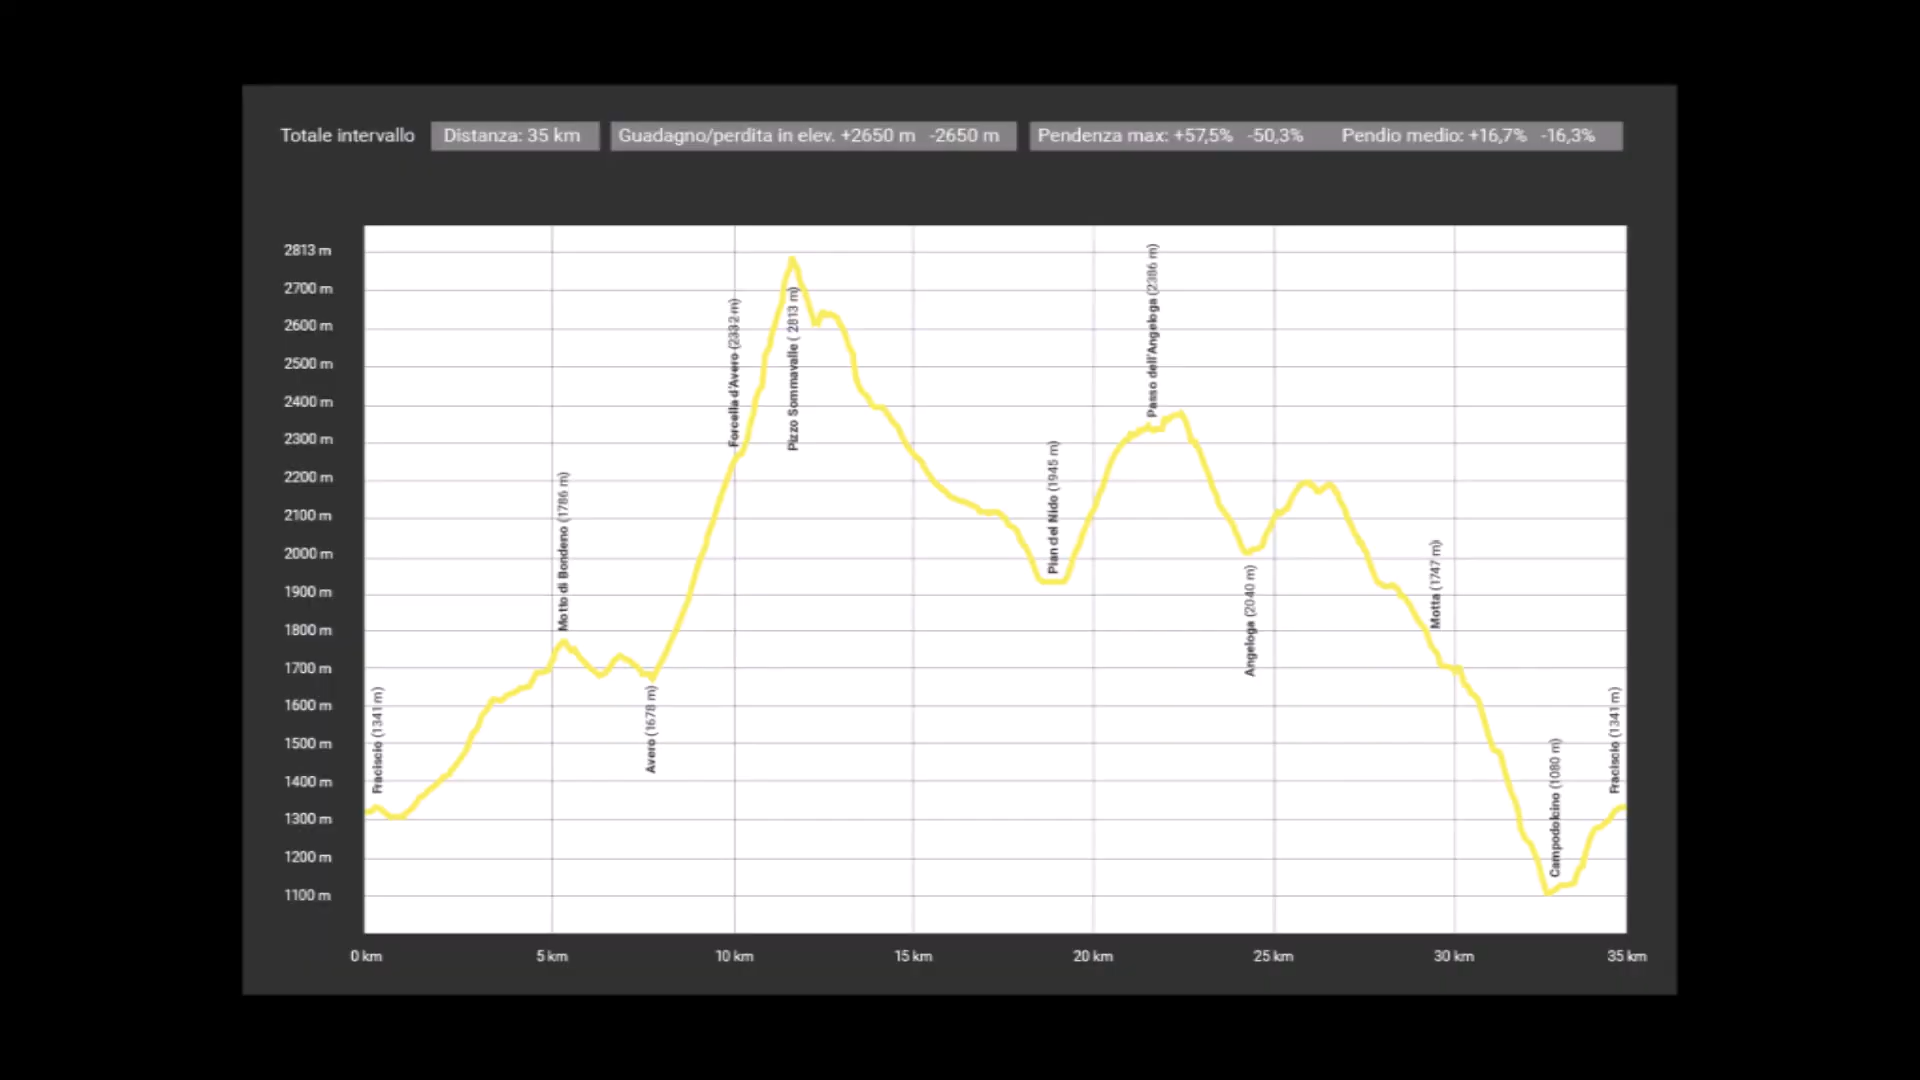 Totale intervallo Distanza: 35 km Guadagno/perdita in elev. +2650 m -2650 m Pendenza max: +57,5% -50,3% Pendio medio: +16,7% -16,3%
2813 m
2700 m
2600 m
2500 m
2400 m
2300 m
2200 m
2100 m
2000 m
1900 m
1800 m
1700 m
1600 m
1500 m
1400 m
1300 m
1200 m
1100 m
Fraciscio (1341 m)
Motto di Bondeno (1786 m)
Avero (1678 m)
Forcella d'Avero (2332 m)
Pizzo Sommavalle ( 2813 m)
Pian del Nido (1945 m)
Passo dell'Angeloga (2386 m)
Angeloga (2040 m)
Motta (1747 m)
Campodolcino (1080 m)
Fraciscio (1341 m)
0 km 5 km 10 km 15 km 20 km 25 km 30 km 35 km